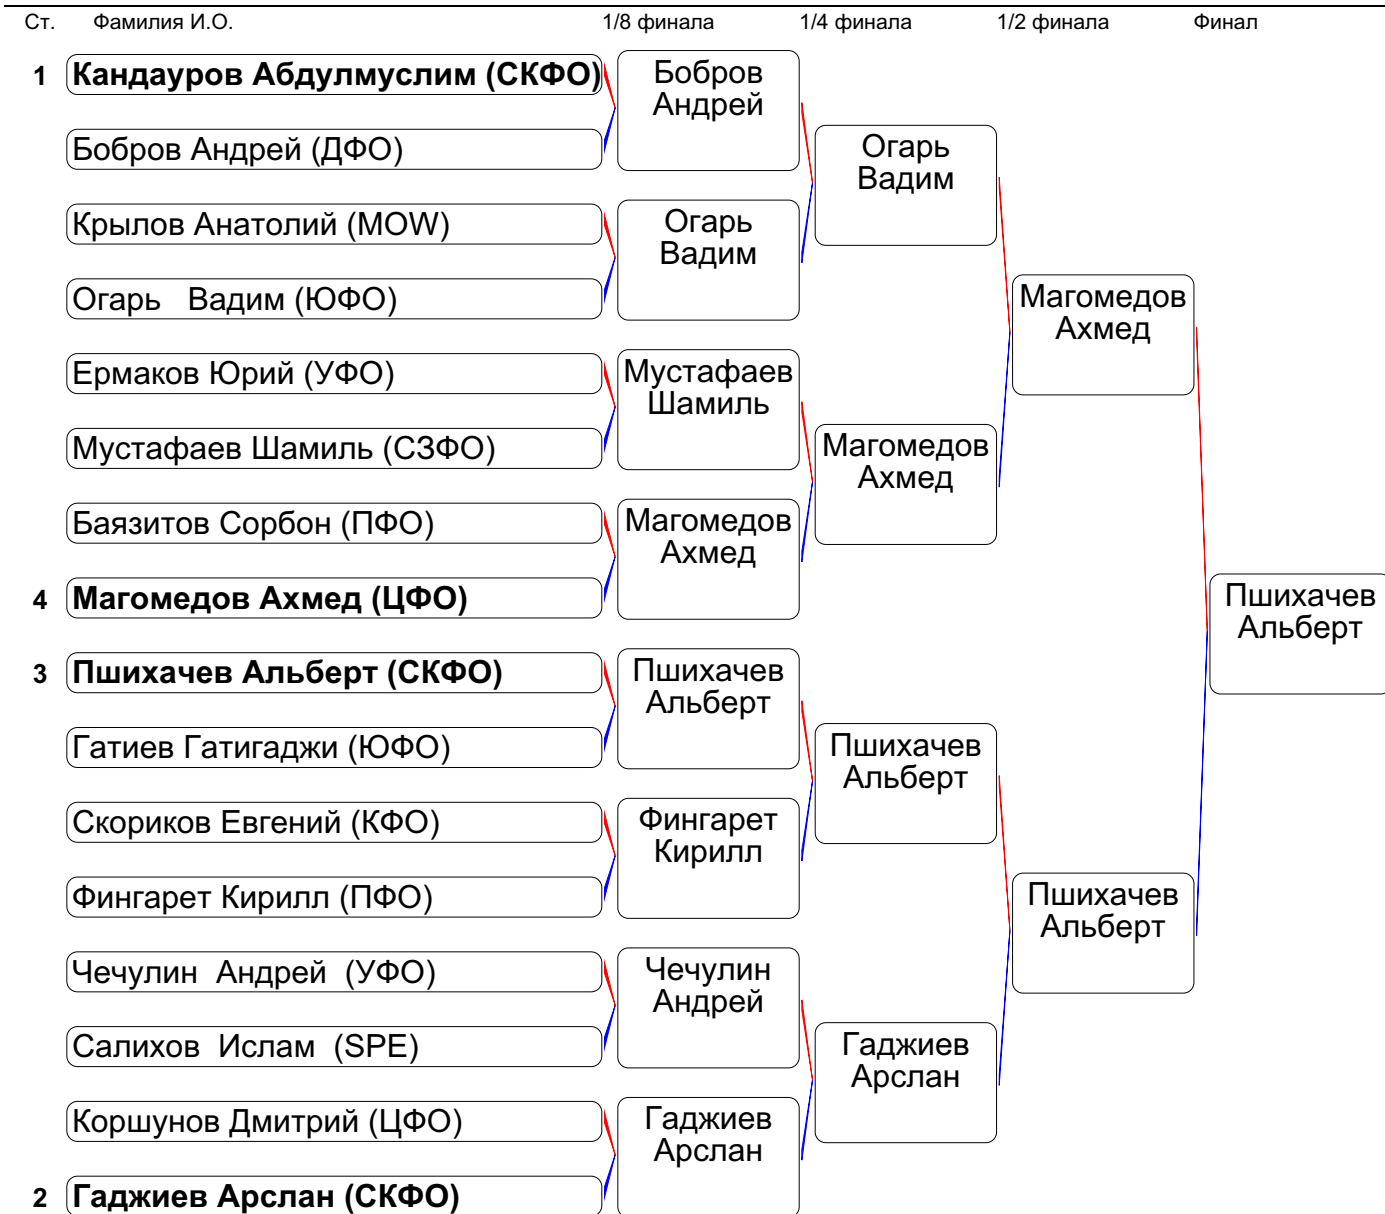 Ст. Фамилия И.О. 1/8 финала 1/4 финала 1/2 финала Финал
1 Кандауров Абдулмуслим (СКФО)
Бобров Андрей (ДФО)
Крылов Анатолий (MOW)
Огарь Вадим (ЮФО)
Ермаков Юрий (УФО)
Мустафаев Шамиль (СЗФО)
Баязитов Сорбон (ПФО)
4 Магомедов Ахмед (ЦФО)
3 Пшихачев Альберт (СКФО)
Гатиев Гатигаджи (ЮФО)
Скориков Евгений (КФО)
Фингарет Кирилл (ПФО)
Чечулин Андрей (УФО)
Салихов Ислам (SPE)
Коршунов Дмитрий (ЦФО)
2 Гаджиев Арслан (СКФО)
Бобров
Андрей
Огарь
Вадим
Мустафаев
Шамиль
Магомедов
Ахмед
Пшихачев
Альберт
Фингарет
Кирилл
Чечулин
Андрей
Гаджиев
Арслан
Огарь
Вадим
Магомедов
Ахмед
Пшихачев
Альберт
Гаджиев
Арслан
Магомедов
Ахмед
Пшихачев
Альберт
Пшихачев
Альберт